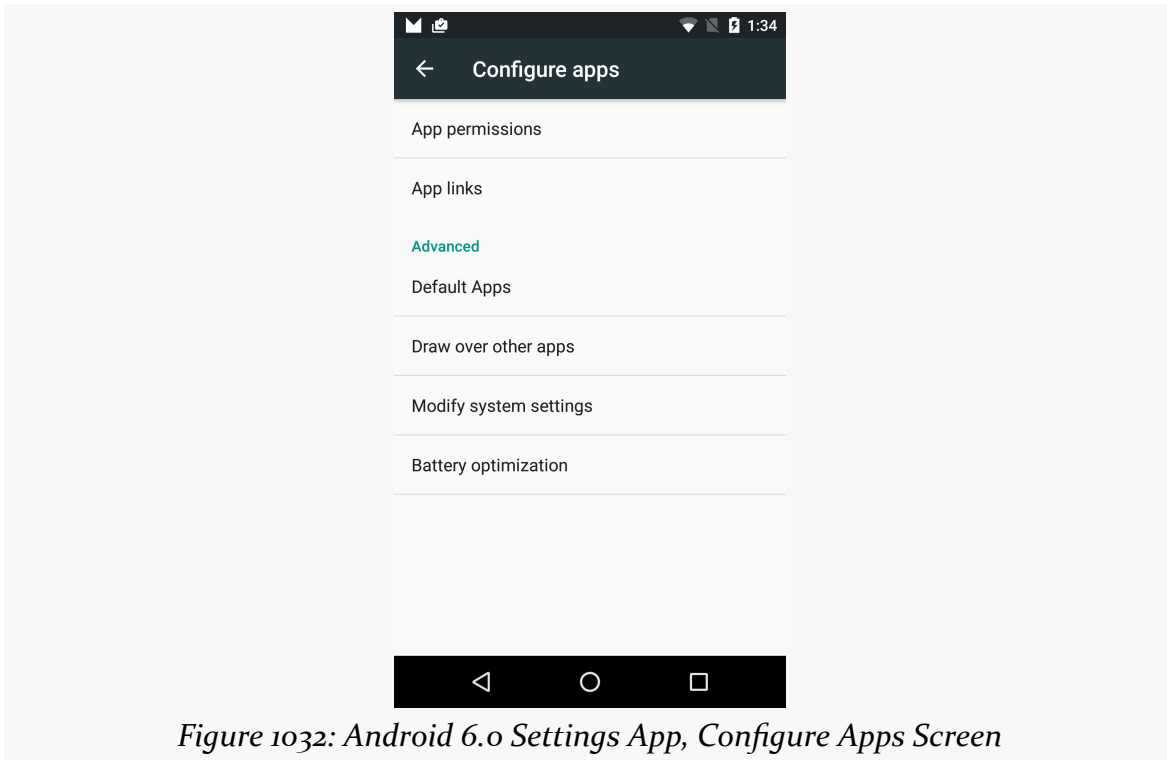 1:34
Configure apps
App permissions
App links
Advanced
Default Apps
Draw over other apps
Modify system settings
Battery optimization
Figure 1032: Android 6.0 Settings App, Configure Apps Screen